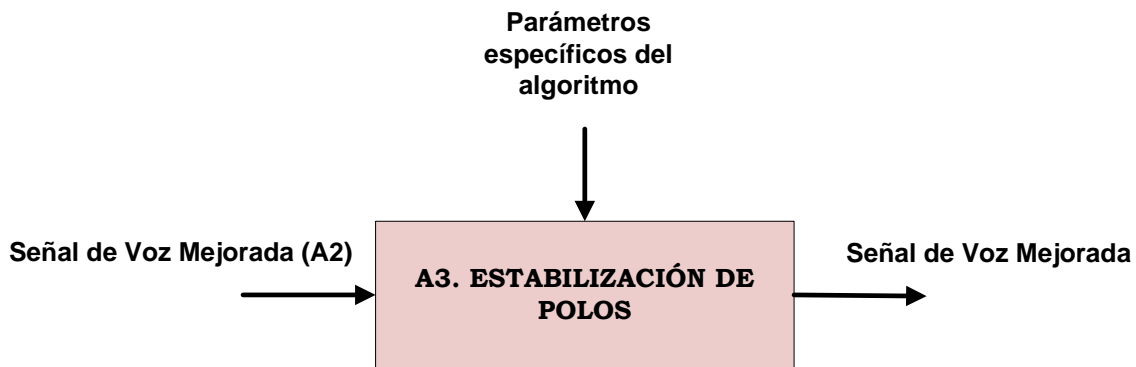 Parámetros
específicos del
algoritmo
Señal de Voz Mejorada (A2)
A3. ESTABILIZACIÓN DE
POLOS
Señal de Voz Mejorada